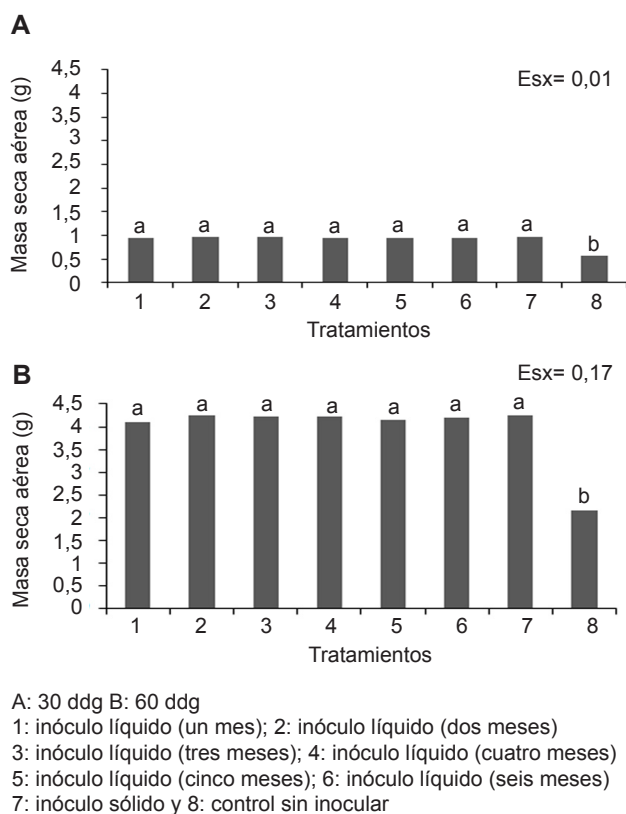 A
Esx= 0,01
Masa seca aérea (g)
4,5
4
3,5
3
2,5
2
1,5
1
0,5
0
a a a a a a a b
1 2 3 4 5 6 7 8
Tratamientos
B
Esx= 0,17
Masa seca aérea (g)
4,5
4
3,5
3
2,5
2
1,5
1
0,5
0
a a a a a a a b
1 2 3 4 5 6 7 8
Tratamientos
A: 30 ddg B: 60 ddg
1: inóculo líquido (un mes); 2: inóculo líquido (dos meses)
3: inóculo líquido (tres meses); 4: inóculo líquido (cuatro meses)
5: inóculo líquido (cinco meses); 6: inóculo líquido (seis meses)
7: inóculo sólido y 8: control sin inocular